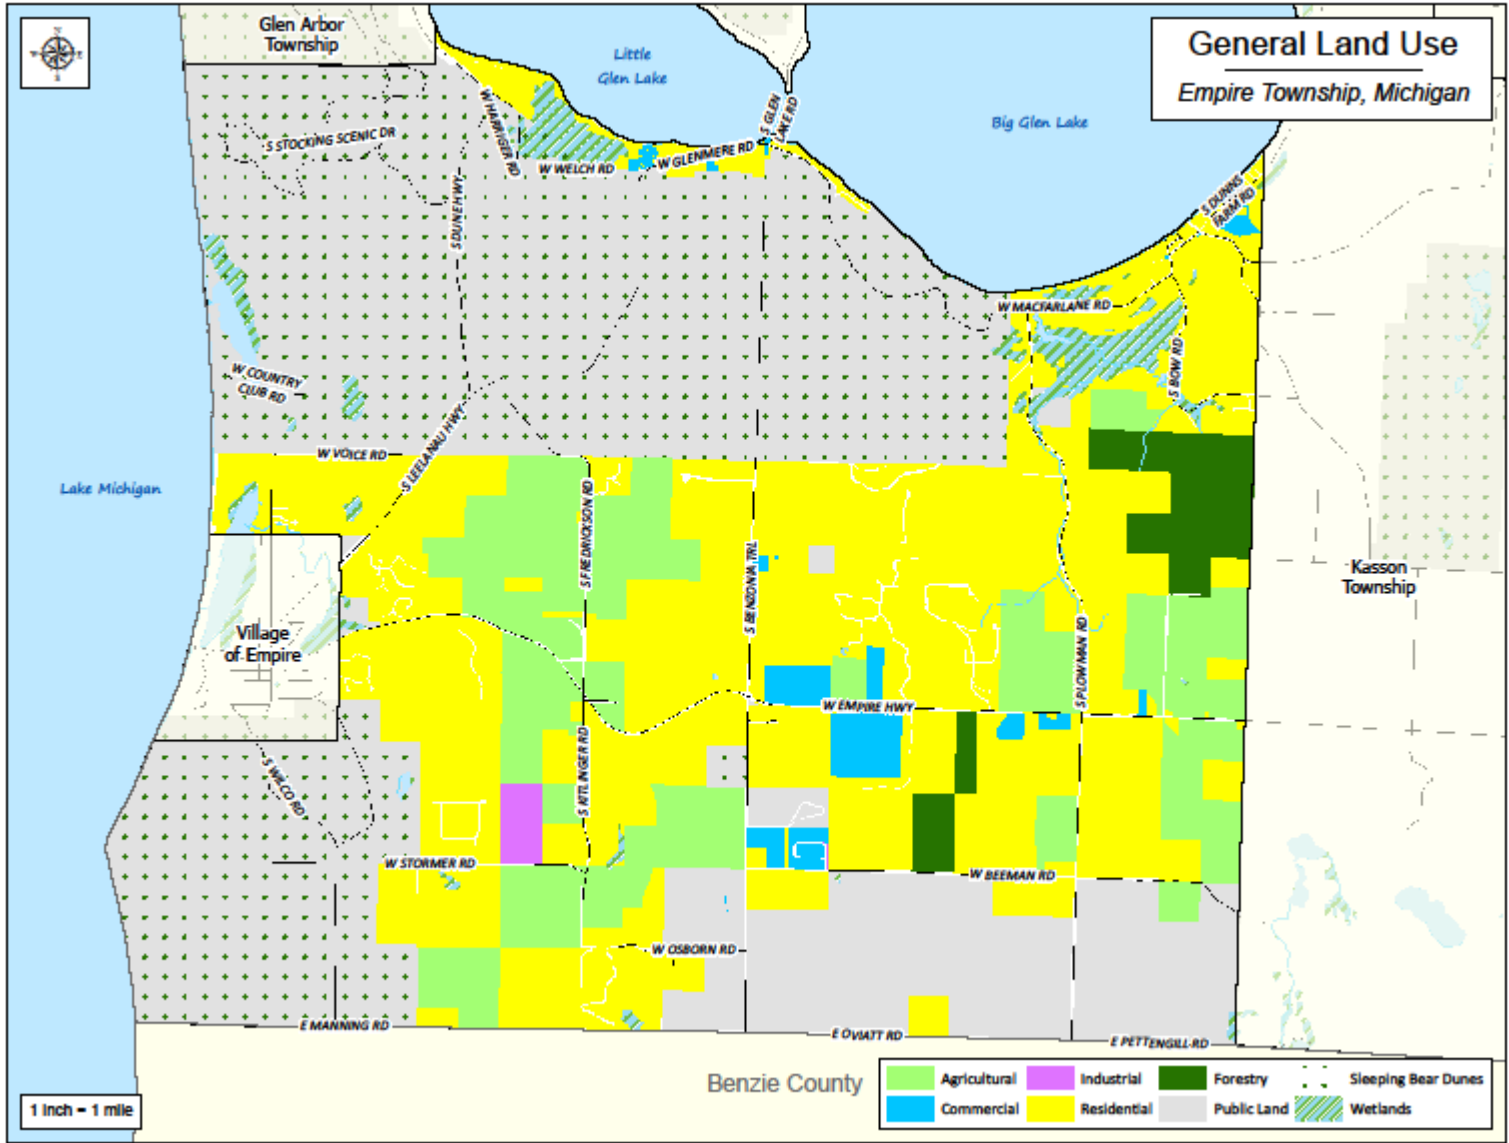 Glen Arbor
Township
Little
Glen Lake
General Land Use
Empire Township, Michigan
Big Glen Lake
S GLEN
LAKE RD
W HARRIGER RD
S STOCKING SCENIC DR
W GLENMERE RD
W WELCH RD
S DUNEHWY
S DUNNS
FARM RD
W MACFARLANE RD
S BOW RD
W COUNTRY
CLUB RD
S LEELANAU HWY
W VOICE RD
Lake Michigan
S FREDRICKSON RD
S BENZONIA TRL
Kasson
Township
Village
of Empire
S PLOWMAN RD
W EMPIRE HWY
S WILCO RD
S KITLINGER RD
W STORMER RD
W BEEMAN RD
W OSBORN RD
E MANNING RD
E OVIATT RD
E PETTENGILL RD
Benzie County
Agricultural
Industrial
Forestry
Sleeping Bear Dunes
Commercial
Residential
Public Land
Wetlands
1 inch = 1 mile